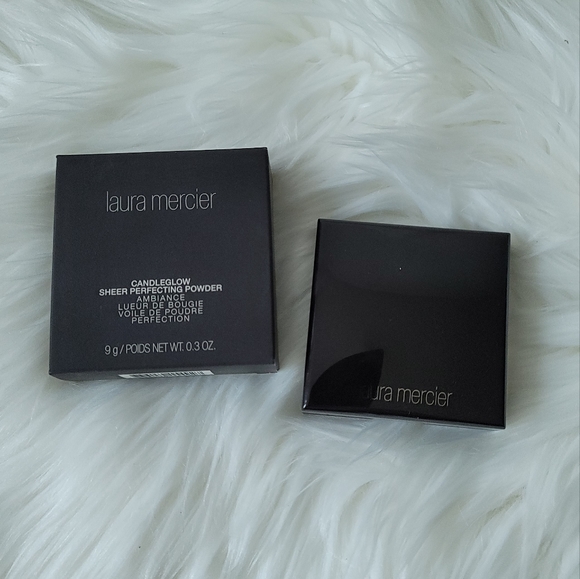 laura mercier
CANDLEGLOW
SHEER PERFECTING POWDER
AMBIANCE
LUEUR DE BOUGIE
VOILE DE POUDRE
PERFECTION
9 g / POIDS NET WT. 0.3 OZ.
laura mercier